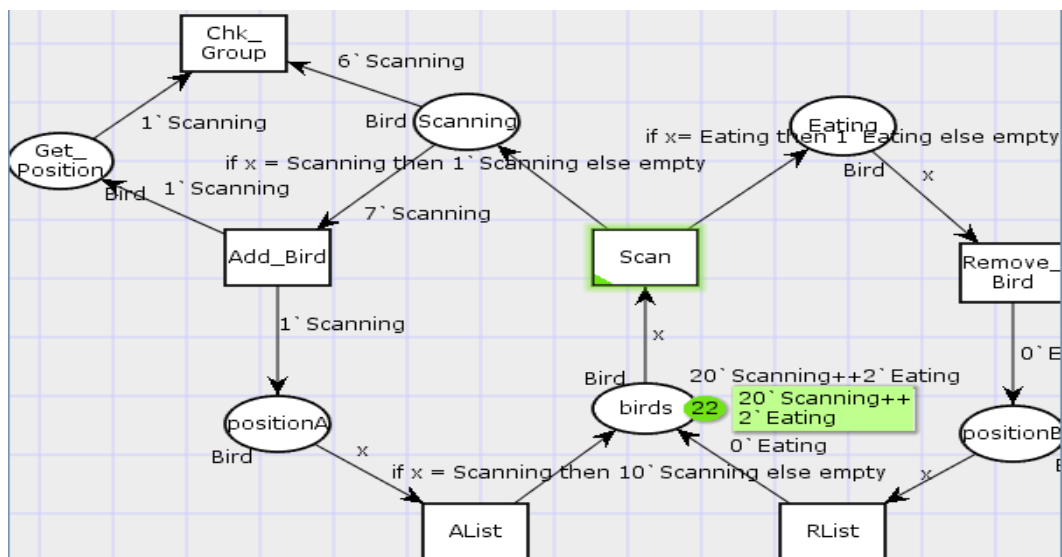 Chk_
Group
6`Scanning
1`Scanning
Bird
Scanning
Eating
if x= Eating then 1`Eating else empty
Get_
Position
if x = Scanning then 1`Scanning else empty
Bird
1`Scanning
Bird
x
7`Scanning
Add_Bird
Scan
Remove_
Bird
1`Scanning
x
0`E
Bird
20`Scanning++2`Eating
birds
22
20`Scanning++
2`Eating
positionA
Bird
0`Eating
positionB
x
if x = Scanning then 10`Scanning else empty
x
AList
RList